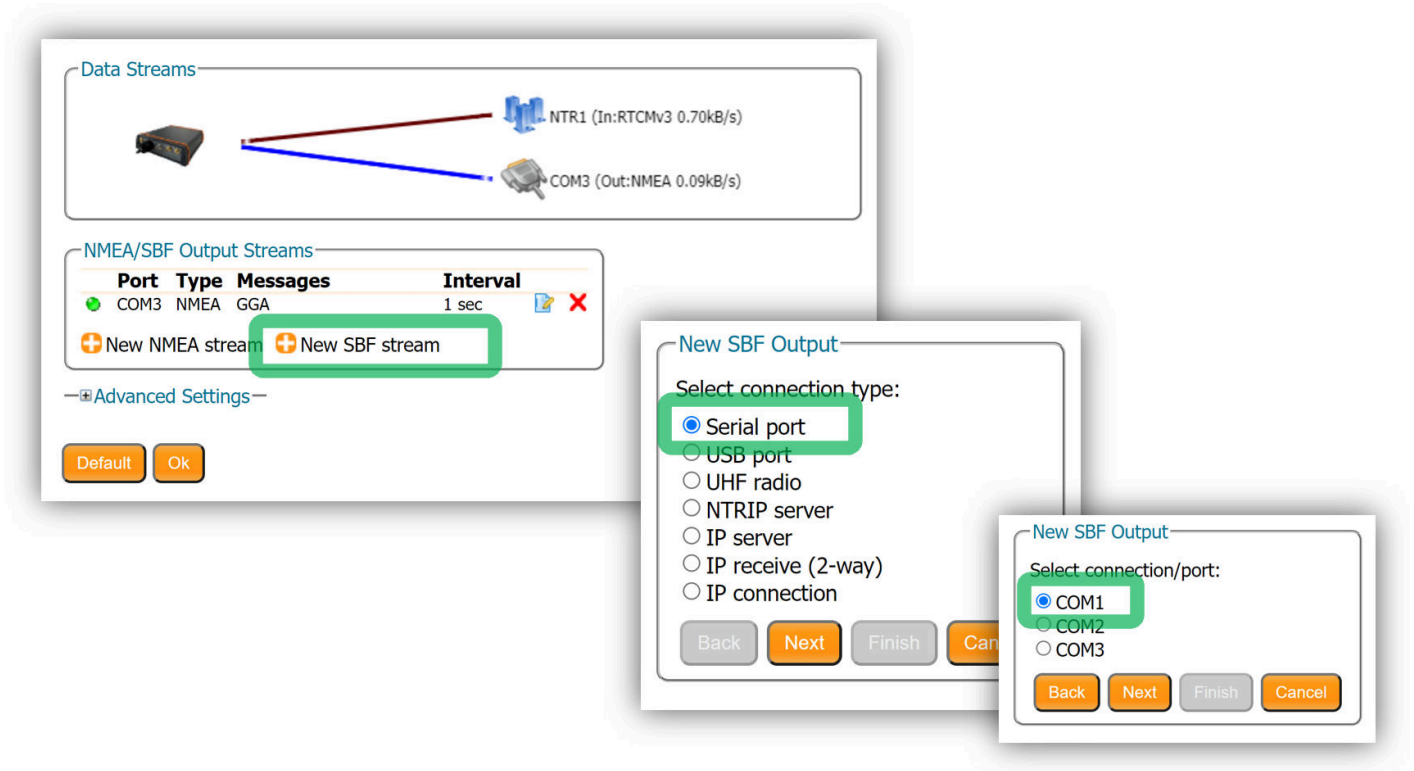 Data Streams
NTR1 (In:RTCMv3 0.70kB/s)
COM3 (Out:NMEA 0.09kB/s)
NMEA/SBF Output Streams
Port Type Messages Interval
COM3 NMEA GGA 1 sec
New NMEA stream New SBF stream
Advanced Settings
Default Ok
New SBF Output
Select connection type:
Serial port
USB port
UHF radio
NTRIP server
IP server
IP receive (2-way)
IP connection
Back Next Finish Can
New SBF Output
Select connection/port:
COM1
COM2
COM3
Back Next Finish Cancel